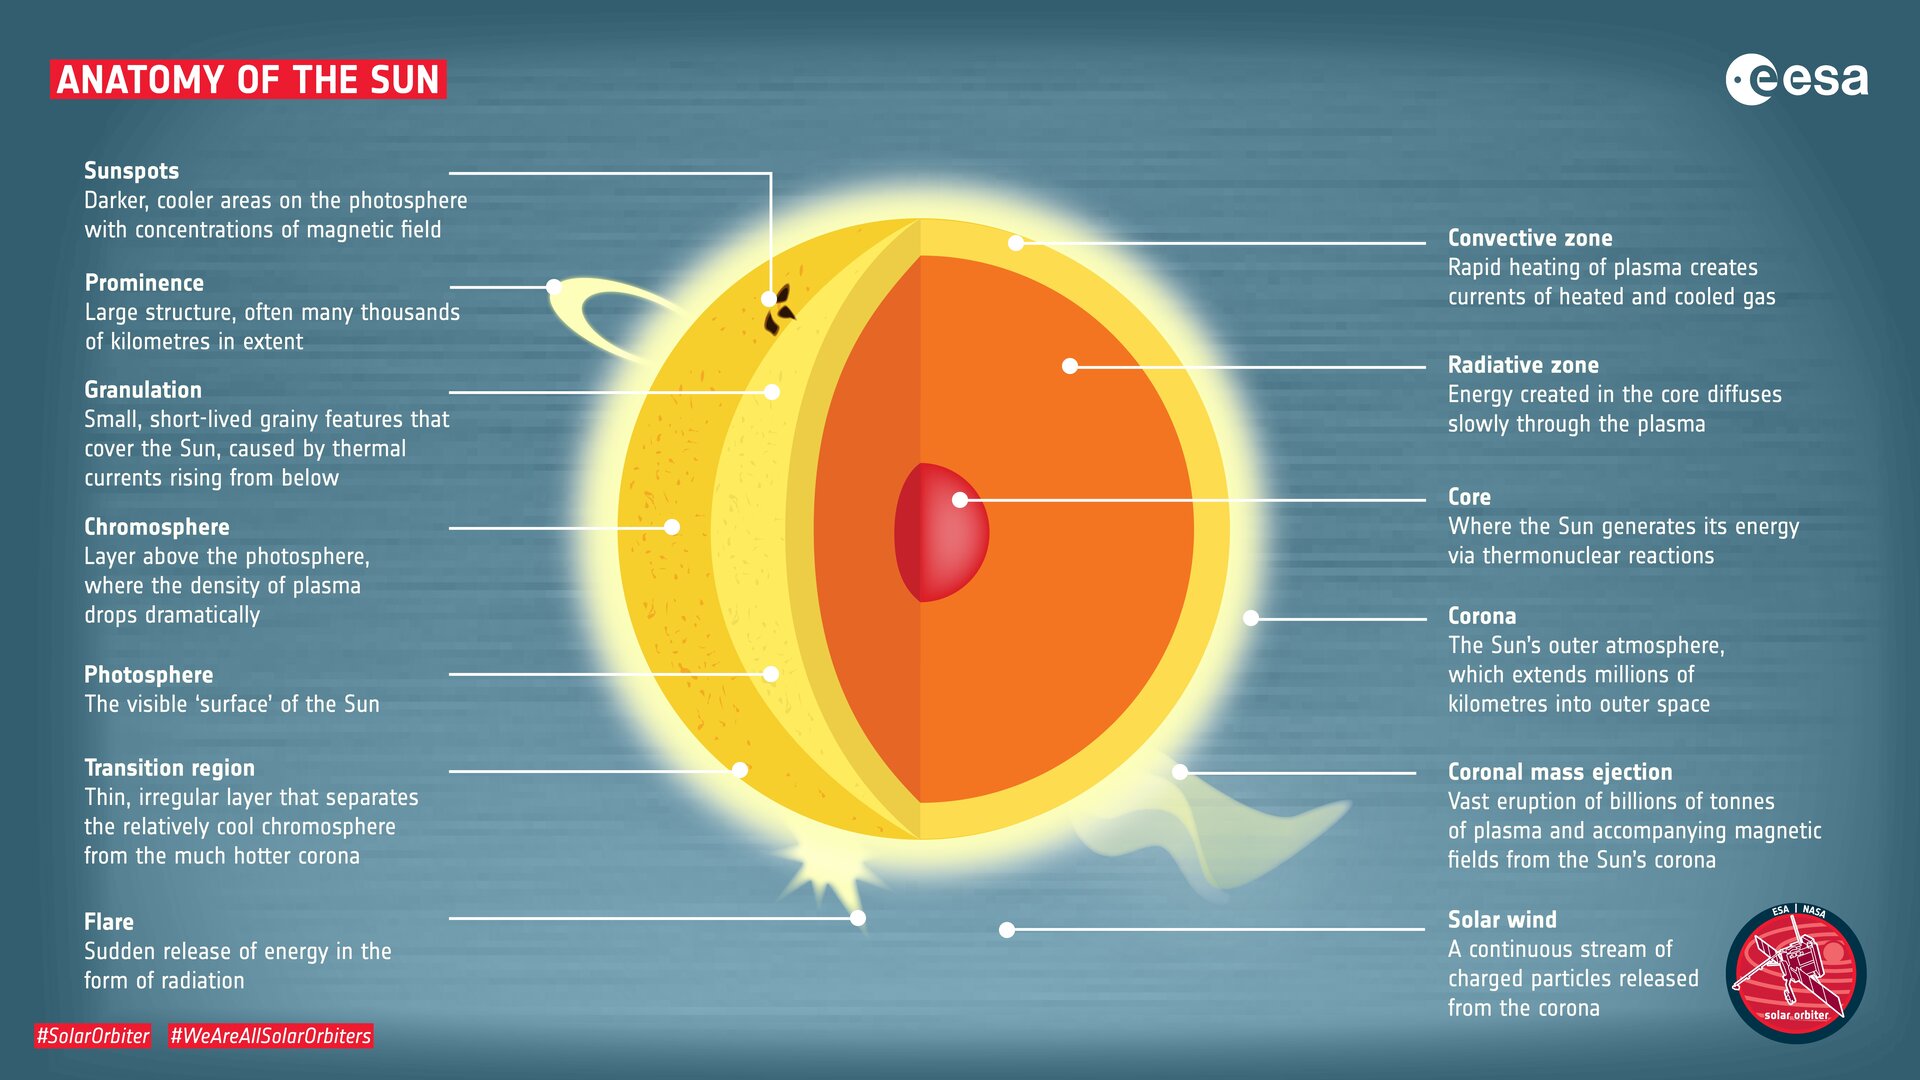 ANATOMY OF THE SUN
esa
Sunspots
Darker, cooler areas on the photosphere
with concentrations of magnetic field
Prominence
Large structure, often many thousands
of kilometres in extent
Granulation
Small, short-lived grainy features that
cover the Sun, caused by thermal
currents rising from below
Chromosphere
Layer above the photosphere,
where the density of plasma
drops dramatically
Photosphere
The visible ‘surface’ of the Sun
Transition region
Thin, irregular layer that separates
the relatively cool chromosphere
from the much hotter corona
Flare
Sudden release of energy in the
form of radiation
Convective zone
Rapid heating of plasma creates
currents of heated and cooled gas
Radiative zone
Energy created in the core diffuses
slowly through the plasma
Core
Where the Sun generates its energy
via thermonuclear reactions
Corona
The Sun’s outer atmosphere,
which extends millions of
kilometres into outer space
Coronal mass ejection
Vast eruption of billions of tonnes
of plasma and accompanying magnetic
fields from the Sun’s corona
Solar wind
A continuous stream of
charged particles released
from the corona
ESA | NASA
solar orbiter
#SolarOrbiter #WeAreAllSolarOrbiters